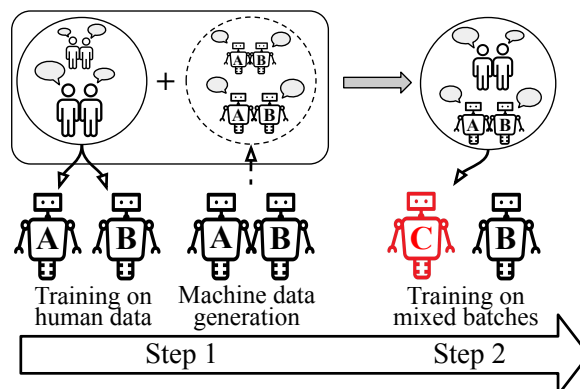 A B
+
A B
A B
A B
A B
C B
Training on
human data
Machine data
generation
Training on
mixed batches
Step 1
Step 2